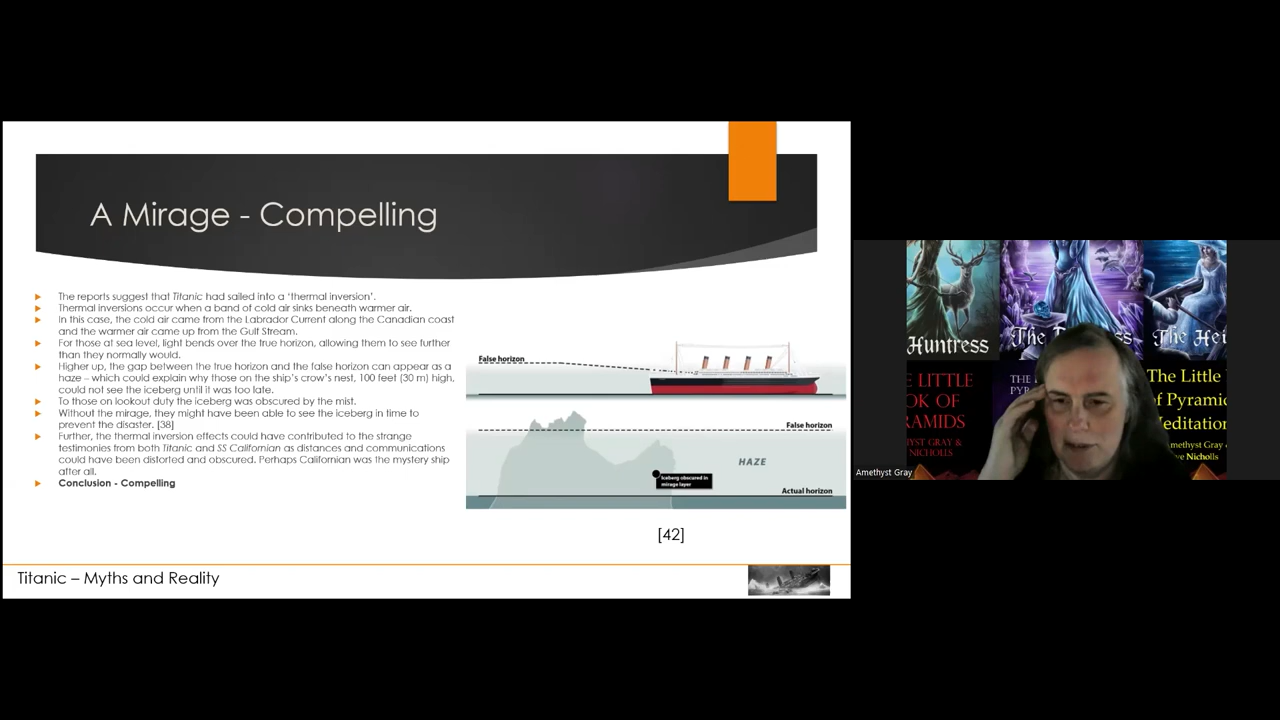 A Mirage - Compelling
The reports suggest that Titanic had sailed into a 'thermal inversion'.
Thermal inversions occur when a band of cold air sinks beneath warmer air.
In this case, the cold air came from the Labrador Current along the Canadian coast
and the warmer air came up from the Gulf Stream.
For those at sea level, light bends over the true horizon, allowing them to see further
than they normally would.
Higher up, the gap between the true horizon and the false horizon can appear as a
haze – which could explain why those on the ship's crow's nest, 100 feet (30 m) high,
could not see the iceberg until it was too late.
To those on lookout duty the iceberg was obscured by the mist.
Without the mirage, they might have been able to see the iceberg in time to
prevent the disaster. [38]
Further, the thermal inversion effects could have contributed to the strange
testimonies from both Titanic and SS Californian as distances and communications
could have been distorted and obscured. Perhaps Californian was the mystery ship
after all.
Conclusion - Compelling
False horizon
False horizon
HAZE
Iceberg obscured in
mirage layer
Actual horizon
[42]
Titanic – Myths and Reality
Huntress
The
The Hei
LITTLE
OK OF
RAMIDS
YST GRAY &
NICHOLLS
THE
PYR
The Little
of Pyramid
Meditation
methyst Gray
Nicholls
Amethyst Gray